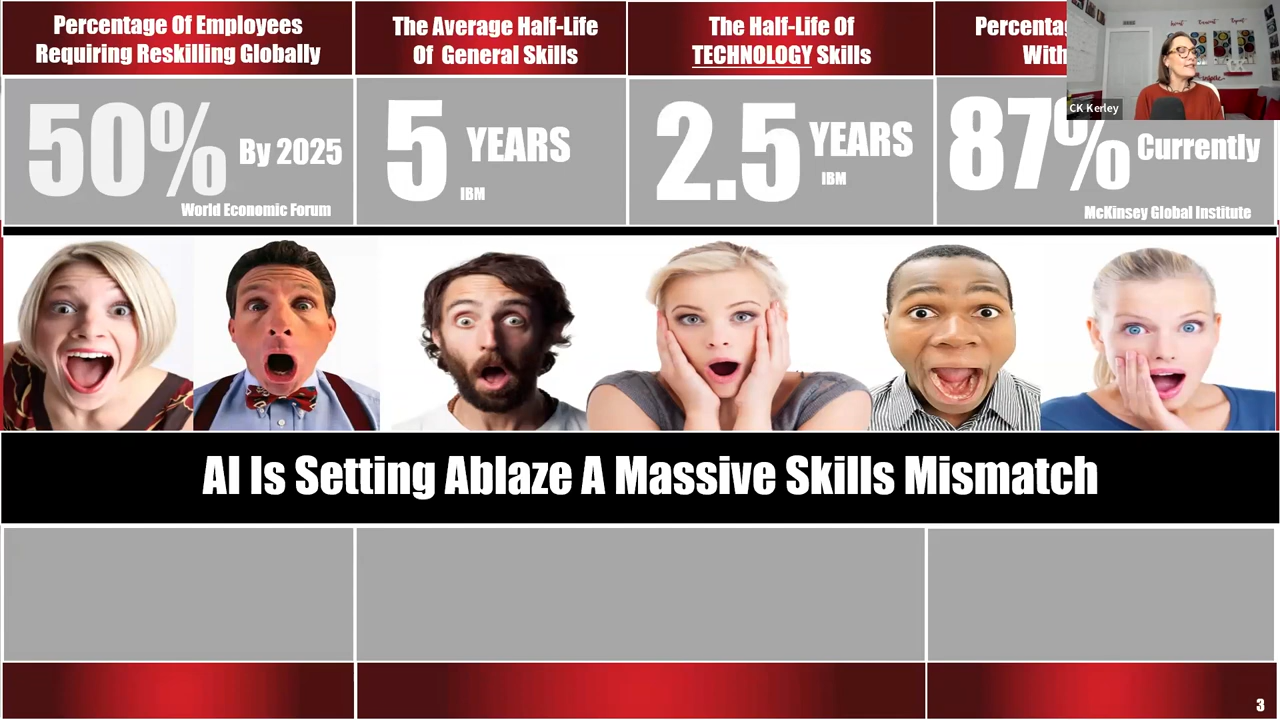 Percentage Of Employees
Requiring Reskilling Globally
50% By 2025
World Economic Forum
The Average Half-Life
Of General Skills
5 YEARS
IBM
The Half-Life Of
TECHNOLOGY Skills
2.5 YEARS
IBM
With
87% Currently
McKinsey Global Institute
CK Kerley
AI Is Setting Ablaze A Massive Skills Mismatch
3